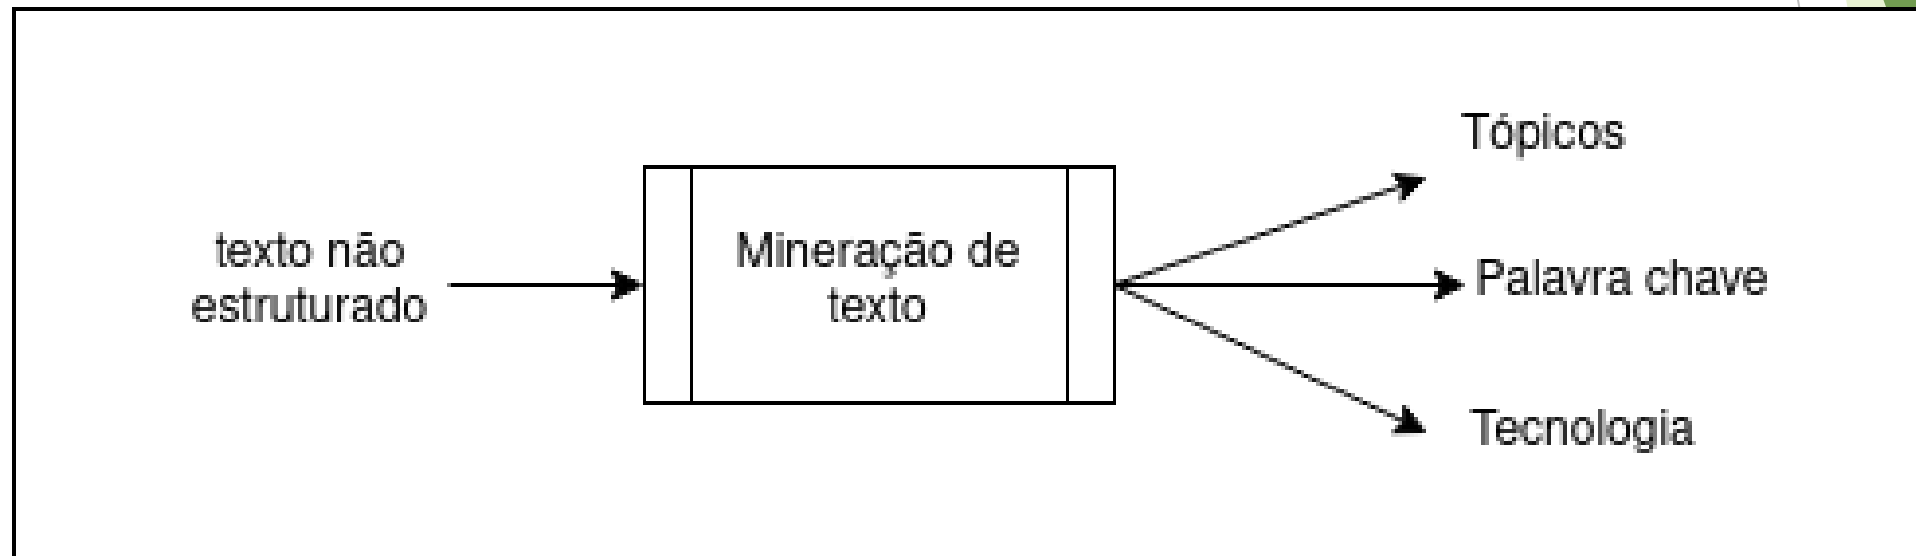 texto não
estruturado
Mineração de
texto
Tópicos
Palavra chave
Tecnologia